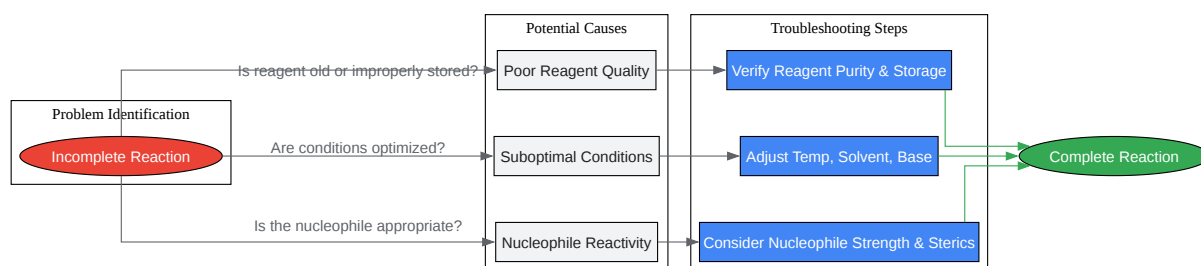 Potential Causes
Troubleshooting Steps
Is reagent old or improperly stored?
Poor Reagent Quality
Verify Reagent Purity & Storage
Problem Identification
Incomplete Reaction
Are conditions optimized?
Suboptimal Conditions
Adjust Temp, Solvent, Base
Complete Reaction
Is the nucleophile appropriate?
Nucleophile Reactivity
Consider Nucleophile Strength & Sterics